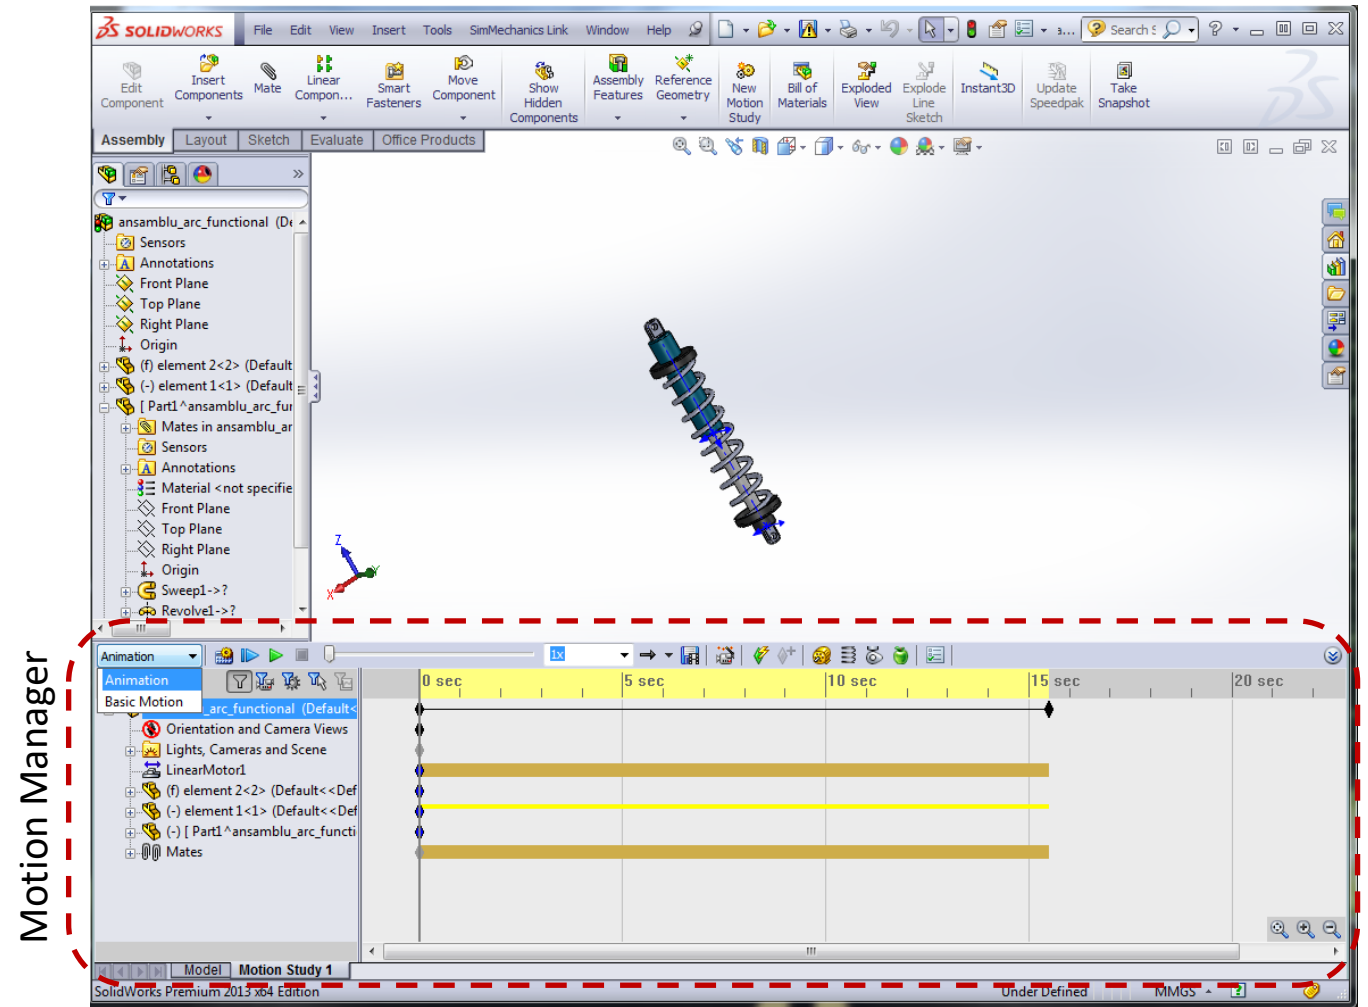 SOLIDWORKS File Edit View Insert Tools SimMechanics Link Window Help
Search
Edit Component
Insert Components
Mate
Linear Compon...
Smart Fasteners
Move Component
Show Hidden Components
Assembly Features
Reference Geometry
New Motion Study
Bill of Materials
Exploded View
Explode Line Sketch
Instant3D
Update Speedpak
Take Snapshot
Assembly Layout Sketch Evaluate Office Products
ansamblu_arc_functional (De
Sensors
Annotations
Front Plane
Top Plane
Right Plane
Origin
(f) element 2<2> (Default
(-) element 1<1> (Default
[ Part1^ansamblu_arc_fur
Mates in ansamblu_ar
Sensors
Annotations
Material <not specifie
Front Plane
Top Plane
Right Plane
Origin
Sweep1->?
Revolve1->?
Z
Y
X
Motion Manager
Animation
1x
Animation
Basic Motion
0 sec 5 sec 10 sec 15 sec 20 sec
_arc_functional (Default<
Orientation and Camera Views
Lights, Cameras and Scene
LinearMotor1
(f) element 2<2> (Default<<Def
(-) element 1<1> (Default<<Def
(-) [ Part1^ansamblu_arc_functi
Mates
Model Motion Study 1
SolidWorks Premium 2013 x64 Edition
Under Defined MMGS